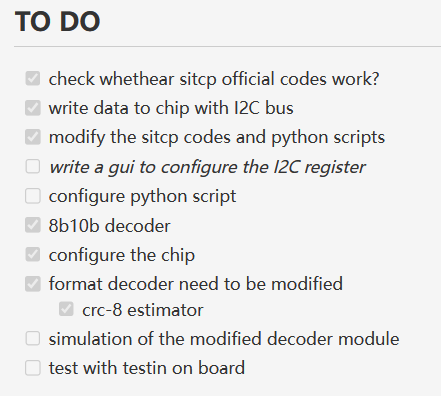 TO DO
check whethear sitcp official codes work?
write data to chip with I2C bus
modify the sitcp codes and python scripts
write a gui to configure the I2C register
configure python script
8b10b decoder
configure the chip
format decoder need to be modified
crc-8 estimator
simulation of the modified decoder module
test with testin on board